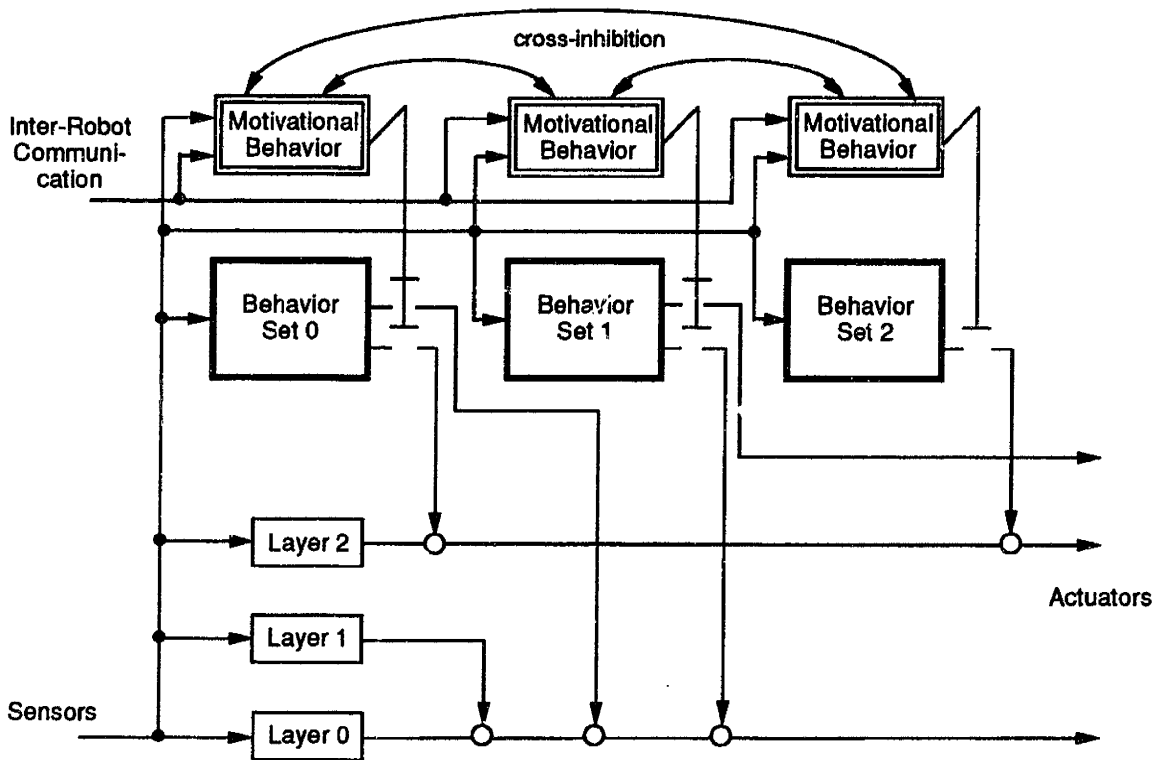 cross-inhibition
Inter-Robot
Communi-
cation
Motivational
Behavior
Motivational
Behavior
Motivational
Behavior
Behavior
Set 0
Behavior
Set 1
Behavior
Set 2
Layer 2
Actuators
Layer 1
Sensors
Layer 0